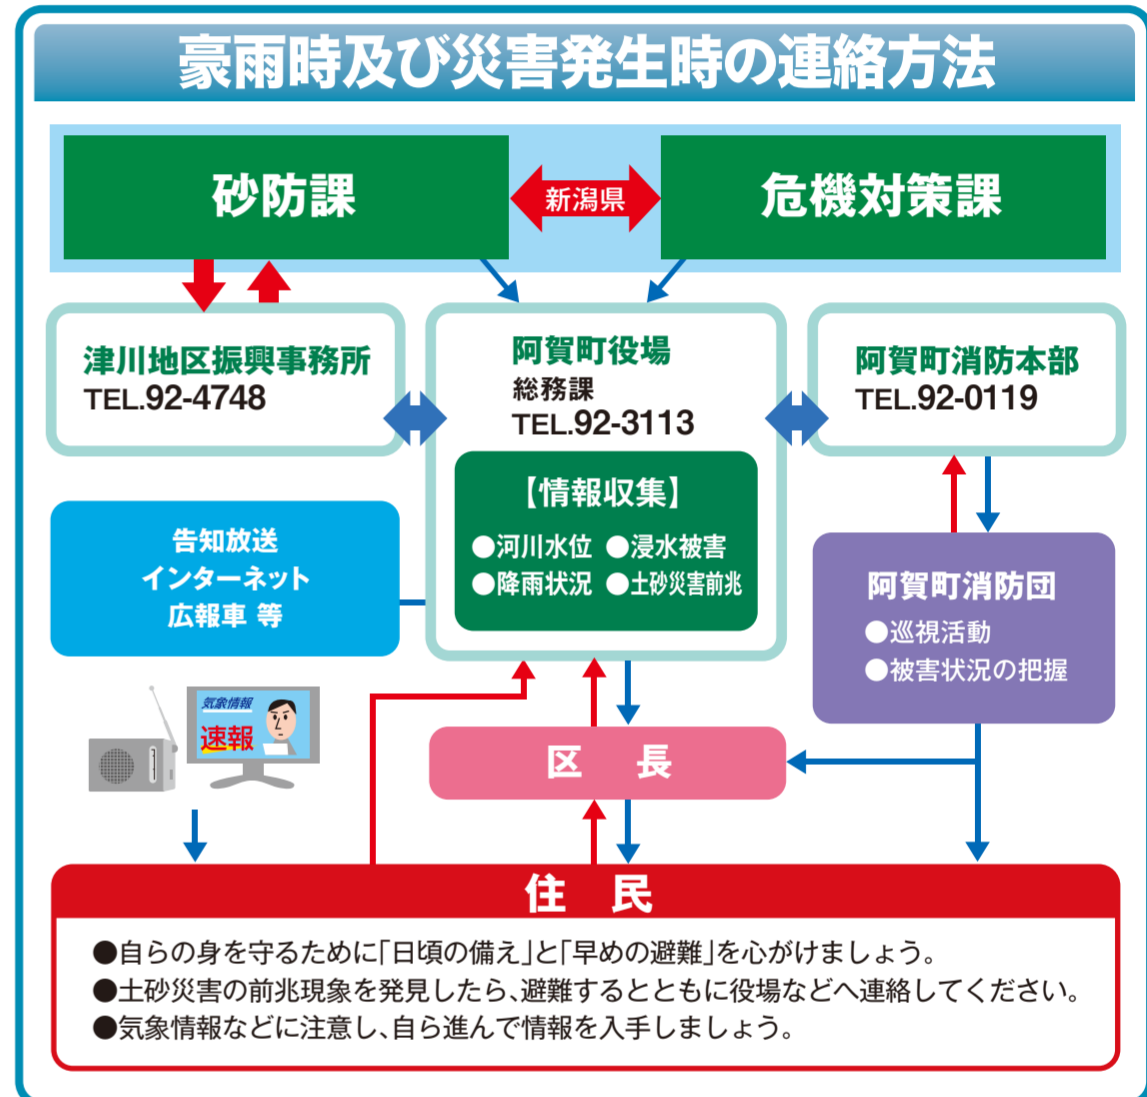 豪雨時及び災害発生時の連絡方法
砂防課
新潟県
危機対策課
津川地区振興事務所
TEL.92-4748
阿賀町役場
総務課
TEL.92-3113
阿賀町消防本部
TEL.92-0119
【情報収集】
●河川水位 ●浸水被害
●降雨状況 ●土砂災害前兆
告知放送
インターネット
広報車 等
阿賀町消防団
●巡視活動
●被害状況の把握
気象情報
速報
区 長
住 民
●自らの身を守るために「日頃の備え」と「早めの避難」を心がけましょう。
●土砂災害の前兆現象を発見したら、避難するとともに役場などへ連絡してください。
●気象情報などに注意し、自ら進んで情報を入手しましょう。